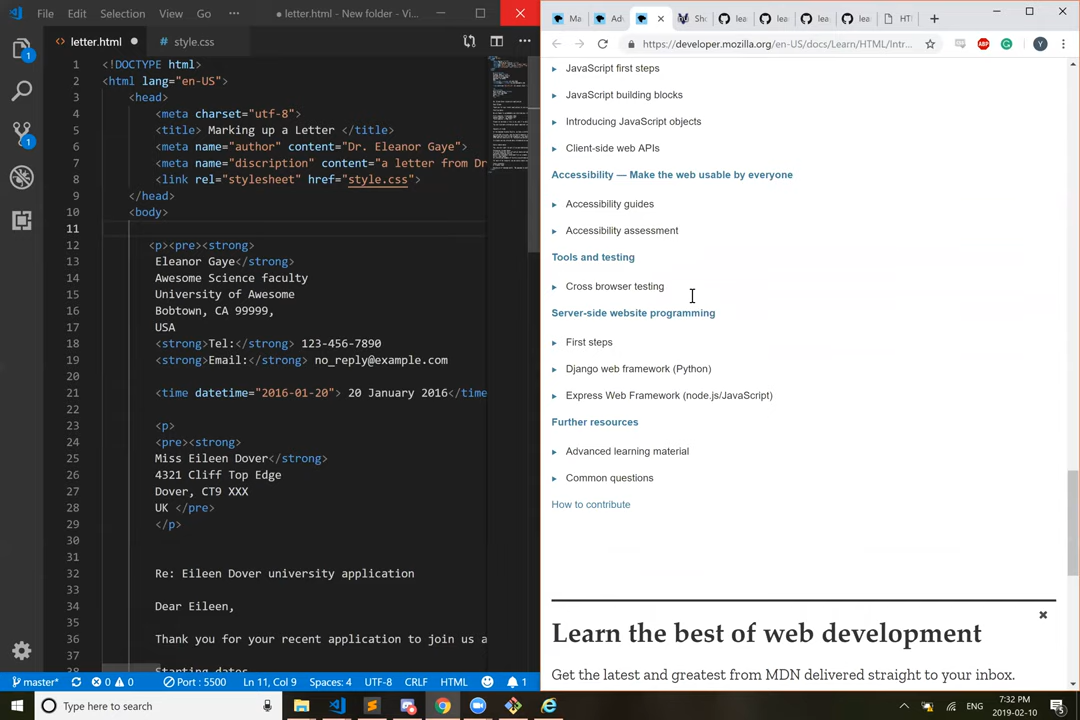 File Edit Selection View Go ··· ● letter.html - New folder - Vi...
letter.html ●
# style.css
1 <!DOCTYPE html>
2 <html lang="en-US">
3 <head>
4 <meta charset="utf-8">
5 <title> Marking up a Letter </title>
6 <meta name="author" content="Dr. Eleanor Gaye">
7 <meta name="discription" content="a letter from Dr
8 <link rel="stylesheet" href="style.css">
9 </head>
10 <body>
11
12 <p><pre><strong>
13 Eleanor Gaye</strong>
14 Awesome Science faculty
15 University of Awesome
16 Bobtown, CA 99999,
17 USA
18 <strong>Tel:</strong> 123-456-7890
19 <strong>Email:</strong> no_reply@example.com
20
21 <time datetime="2016-01-20"> 20 January 2016</time
22
23 <p>
24 <pre><strong>
25 Miss Eileen Dover</strong>
26 4321 Cliff Top Edge
27 Dover, CT9 XXX
28 UK </pre>
29 </p>
30
31
32 Re: Eileen Dover university application
33
34 Dear Eileen,
35
36 Thank you for your recent application to join us a
37
38 Starting dates
master* 0 0 Port : 5500 Ln 11, Col 9 Spaces: 4 UTF-8 CRLF HTML 1
Ma Adv Sh lea lea lea lea HT
https://developer.mozilla.org/en-US/docs/Learn/HTML/Intr...
ABP
Y
JavaScript first steps
JavaScript building blocks
Introducing JavaScript objects
Client-side web APIs
Accessibility — Make the web usable by everyone
Accessibility guides
Accessibility assessment
Tools and testing
Cross browser testing
Server-side website programming
First steps
Django web framework (Python)
Express Web Framework (node.js/JavaScript)
Further resources
Advanced learning material
Common questions
How to contribute
Learn the best of web development
Get the latest and greatest from MDN delivered straight to your inbox.
Type here to search
ENG
7:32 PM
2019-02-10
5